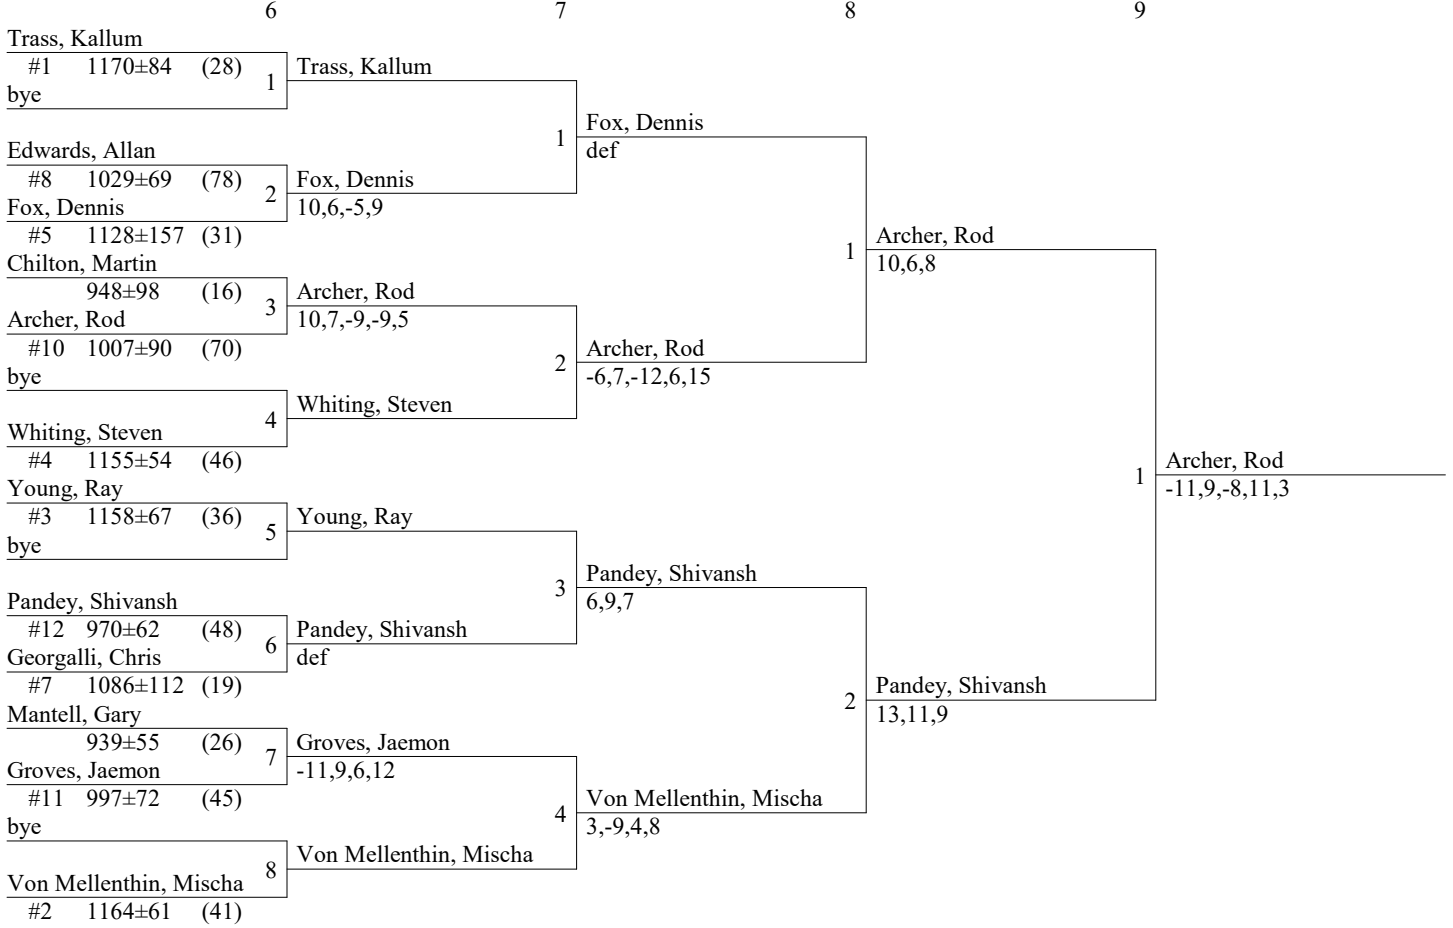 6 7 8 9
Trass, Kallum
#1 1170±84 (28)
bye
1
Trass, Kallum
Edwards, Allan
#8 1029±69 (78)
Fox, Dennis
#5 1128±157 (31)
2
Fox, Dennis
10,6,-5,9
Chilton, Martin
948±98 (16)
Archer, Rod
#10 1007±90 (70)
3
Archer, Rod
10,7,-9,-9,5
bye
Whiting, Steven
#4 1155±54 (46)
4
Whiting, Steven
Young, Ray
#3 1158±67 (36)
bye
5
Young, Ray
Pandey, Shivansh
#12 970±62 (48)
Georgalli, Chris
#7 1086±112 (19)
6
Pandey, Shivansh
def
Mantell, Gary
939±55 (26)
Groves, Jaemon
#11 997±72 (45)
7
Groves, Jaemon
-11,9,6,12
bye
Von Mellenthin, Mischa
#2 1164±61 (41)
8
Von Mellenthin, Mischa
1
Fox, Dennis
def
2
Archer, Rod
-6,7,-12,6,15
3
Pandey, Shivansh
6,9,7
4
Von Mellenthin, Mischa
3,-9,4,8
1
Archer, Rod
10,6,8
2
Pandey, Shivansh
13,11,9
1
Archer, Rod
-11,9,-8,11,3